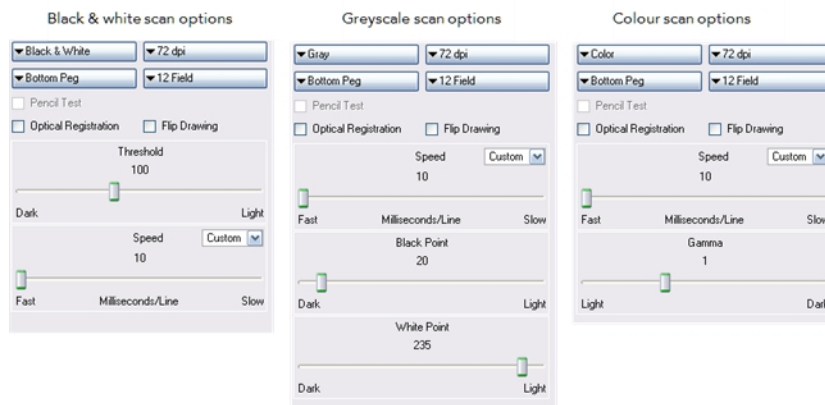 Black & white scan options
Black & White
72 dpi
Bottom Peg
12 Field
Pencil Test
Optical Registration
Flip Drawing
Threshold
100
Dark
Light
Speed
Custom
10
Fast
Milliseconds/Line
Slow
Greyscale scan options
Gray
72 dpi
Bottom Peg
12 Field
Pencil Test
Optical Registration
Flip Drawing
Speed
Custom
10
Fast
Milliseconds/Line
Slow
Black Point
20
Dark
Light
White Point
235
Dark
Light
Colour scan options
Color
72 dpi
Bottom Peg
12 Field
Pencil Test
Optical Registration
Flip Drawing
Speed
Custom
10
Fast
Milliseconds/Line
Slow
Gamma
1
Light
Dark